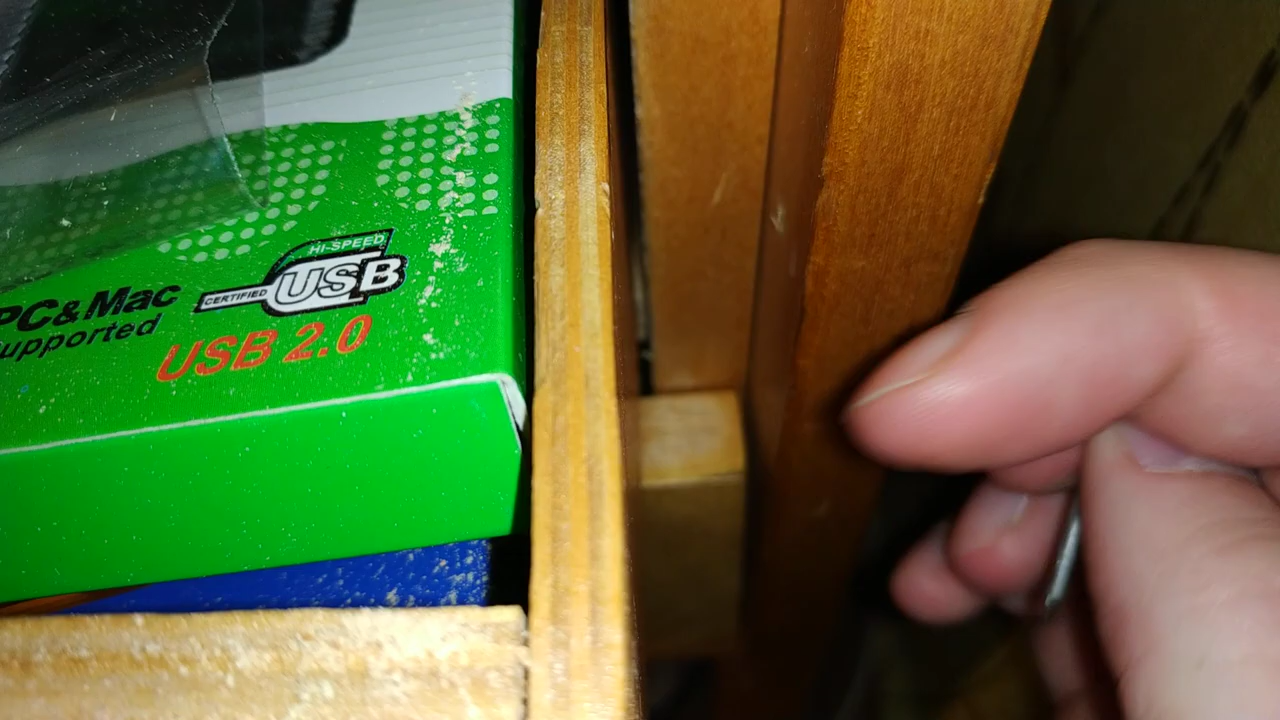 HI-SPEED
CERTIFIED USB
PC&Mac
upported
USB 2.0